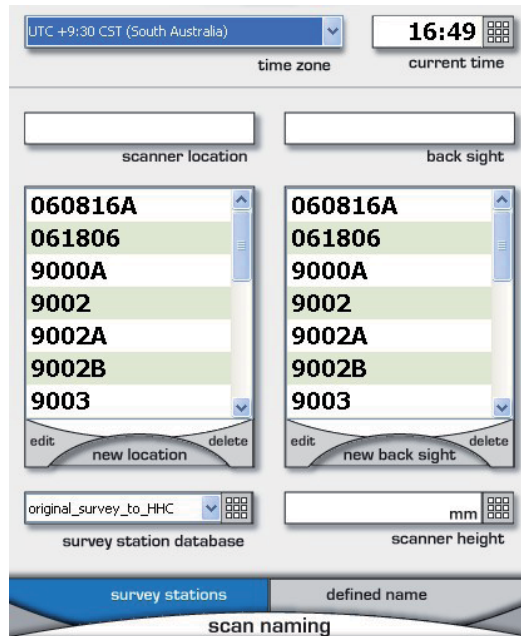 UTC +9:30 CST (South Australia) 16:49
time zone current time
scanner location back sight
060816A 060816A
061806 061806
9000A 9000A
9002 9002
9002A 9002A
9002B 9002B
9003 9003
edit new location delete edit new back sight delete
original_survey_to_HHC mm
survey station database scanner height
survey stations defined name
scan naming